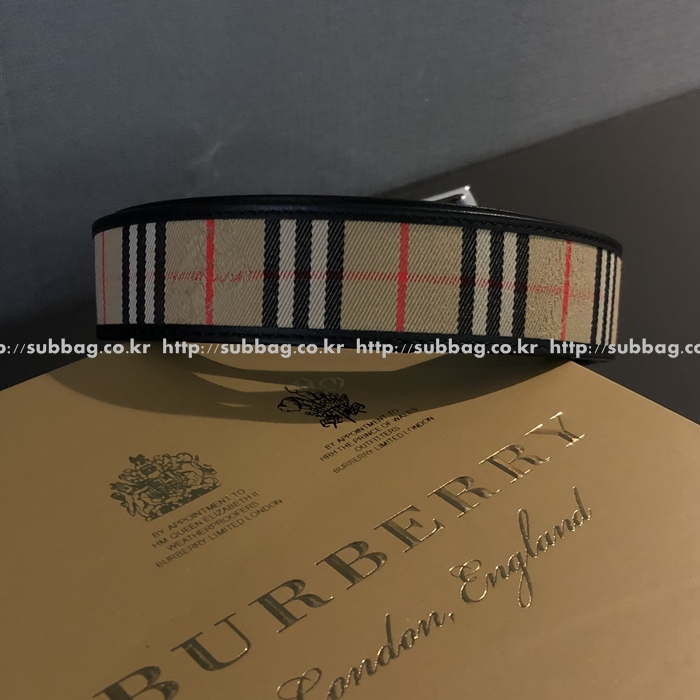 p://subbag.co.kr http://subbag.co.kr http://subbag.co.kr http://subbag.c
BY APPOINTMENT TO
HRH THE PRINCE OF WALES
OUTFITTERS
BURBERRY LIMITED LONDON
BY APPOINTMENT TO
HM QUEEN ELIZABETH II
WEATHERPROOFERS
BURBERRY LIMITED LONDON
BURBERRY
London, England